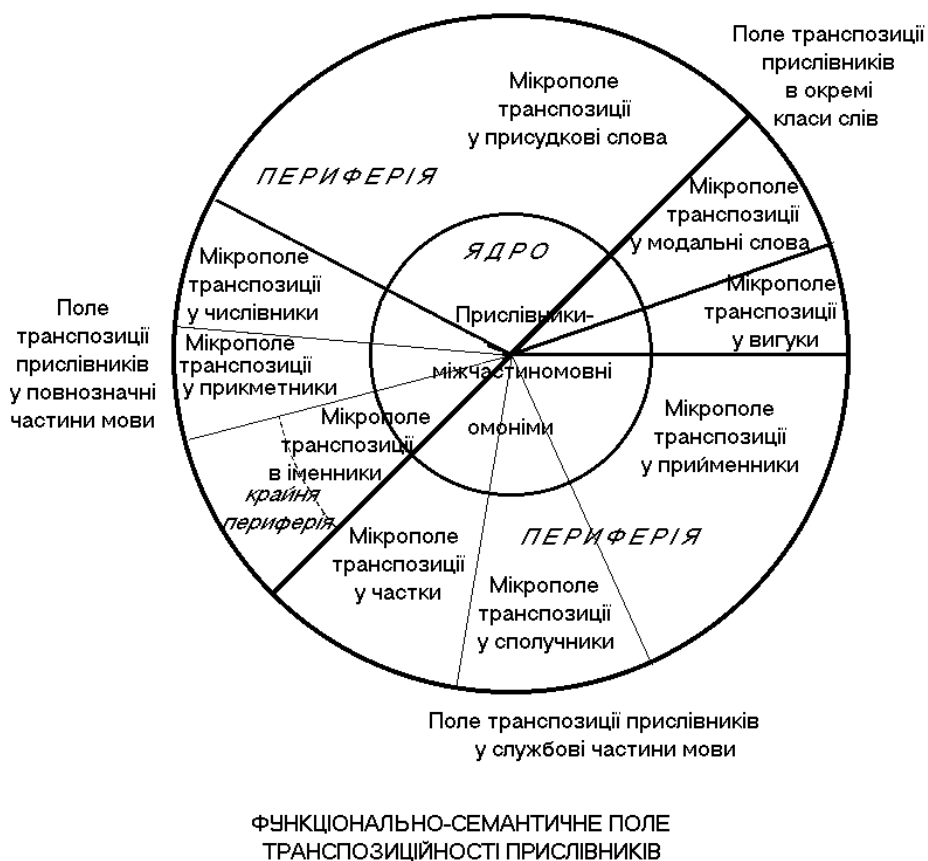 Поле транспозиції
прислівників
в окремі
класи слів
Мікрополе
транспозиції
у присудкові слова
ПЕРИФЕРІЯ
Мікрополе
транспозиції
у модальні слова
ЯДРО
Мікрополе
транспозиції
у числівники
Мікрополе
транспозиції
у вигуки
Поле
транспозиції
прислівників
у повнозначні
частини мови
Прислівники-
міжчастиномовні
омоніми
Мікрополе
транспозиції
у прикметники
Мікрополе
транспозиції
в іменники
крайня
периферія
Мікрополе
транспозиції
у прийменники
ПЕРИФЕРІЯ
Мікрополе
транспозиції
у частки
Мікрополе
транспозиції
у сполучники
Поле транспозиції прислівників
у службові частини мови
ФУНКЦІОНАЛЬНО-СЕМАНТИЧНЕ ПОЛЕ
ТРАНСПОЗИЦІЙНОСТІ ПРИСЛІВНИКІВ